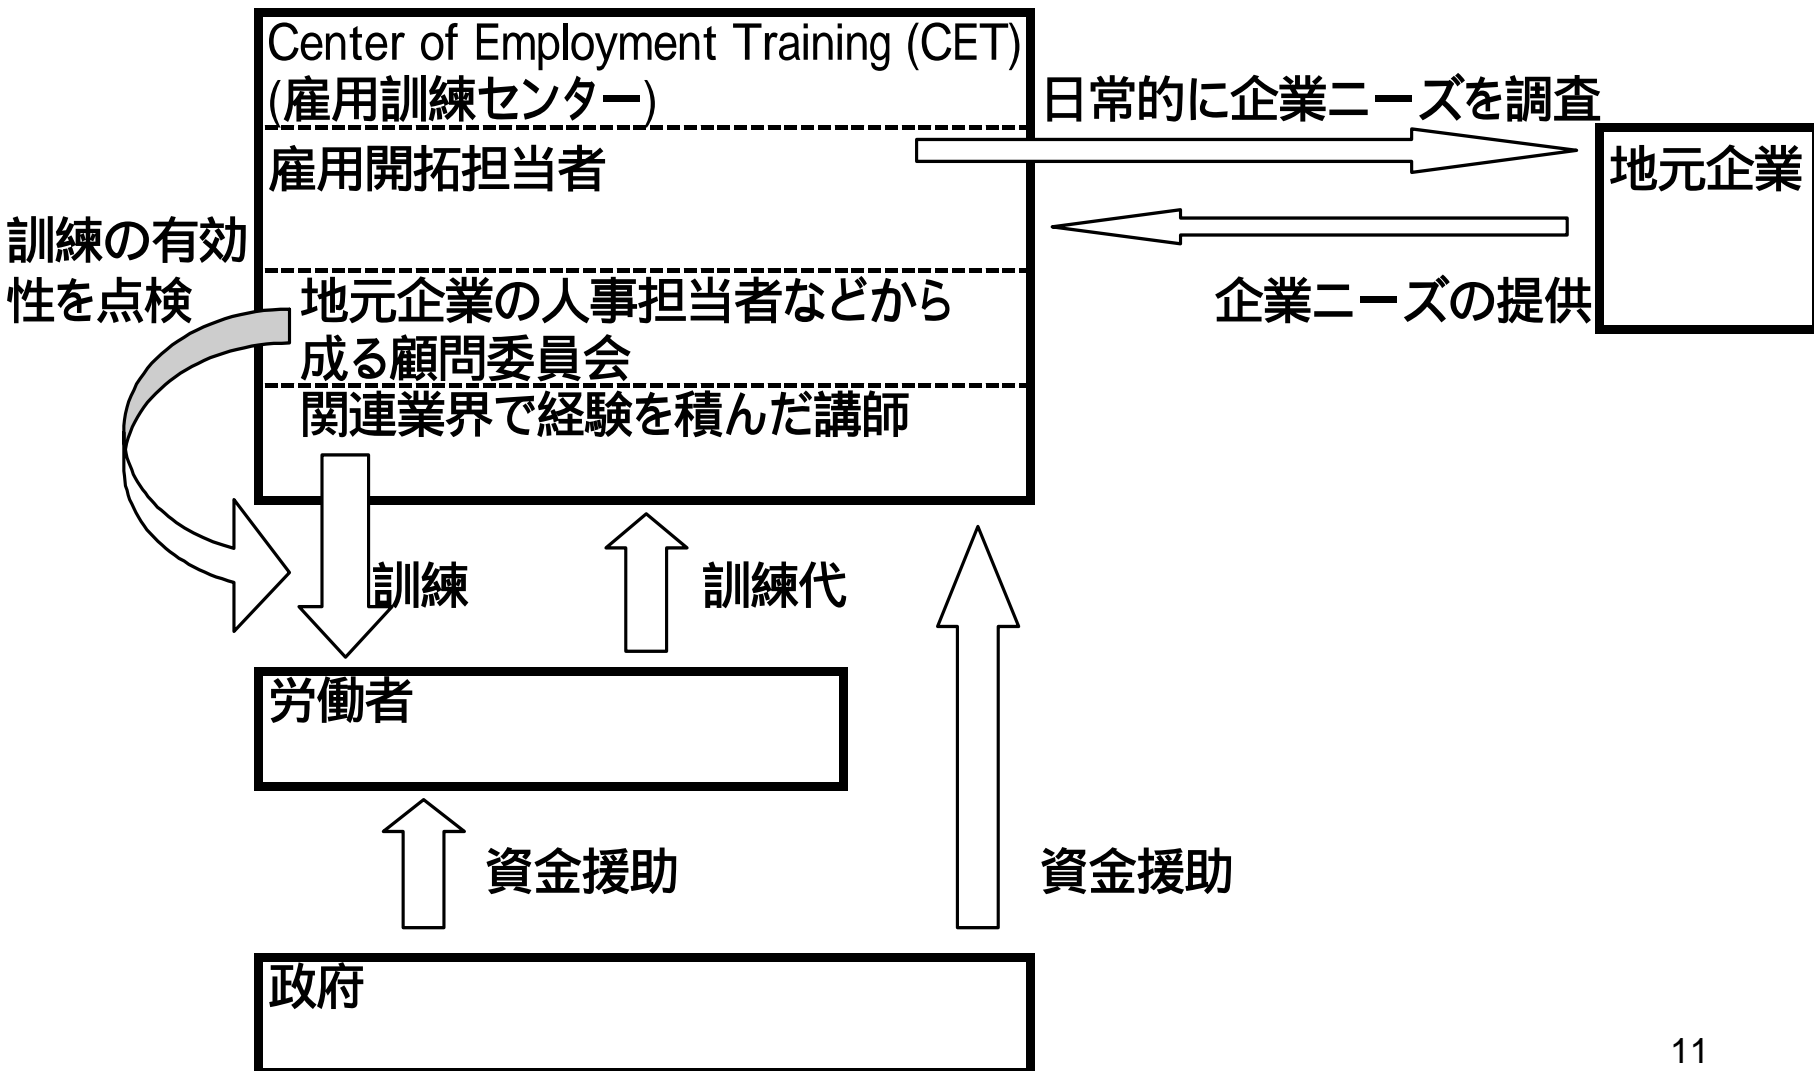 Center of Employment Training (CET)
(雇用訓練センター)
日常的に企業ニーズを調査
雇用開拓担当者
地元企業
訓練の有効
性を点検
企業ニーズの提供
地元企業の人事担当者などから
成る顧問委員会
関連業界で経験を積んだ講師
訓練
訓練代
労働者
資金援助
資金援助
政府
11